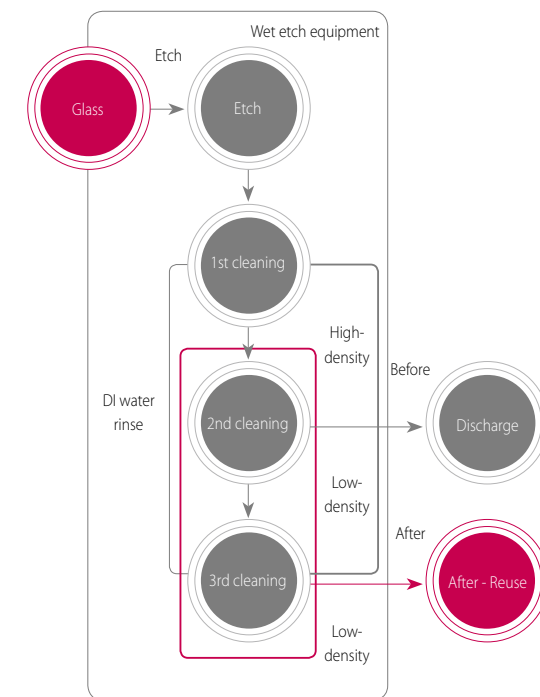 Wet etch equipment
Etch
Glass
Etch
1st cleaning
High-
density
Before
DI water
rinse
2nd cleaning
Discharge
Low-
density
After
3rd cleaning
After - Reuse
Low-
density